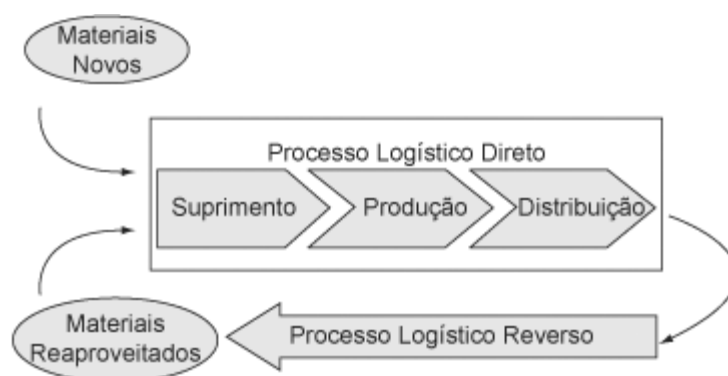 Materiais
Novos
Processo Logístico Direto
Suprimento
Produção
Distribuição
Materiais
Reaproveitados
Processo Logístico Reverso